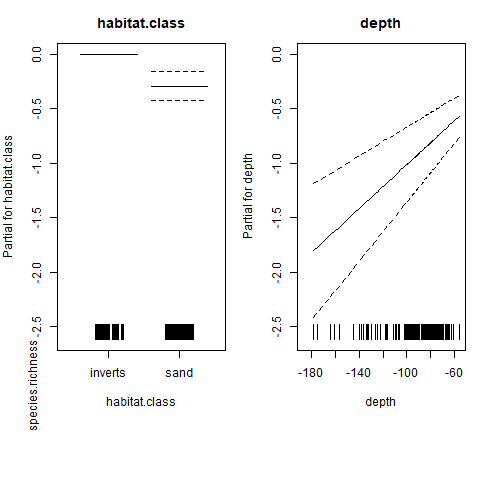 habitat.class
Partial for habitat.class
0.0
-0.5
-1.0
-1.5
-2.0
-2.5
inverts sand
habitat.class
species.richness
depth
Partial for depth
0.0
-0.5
-1.0
-1.5
-2.0
-2.5
-180 -140 -100 -60
depth